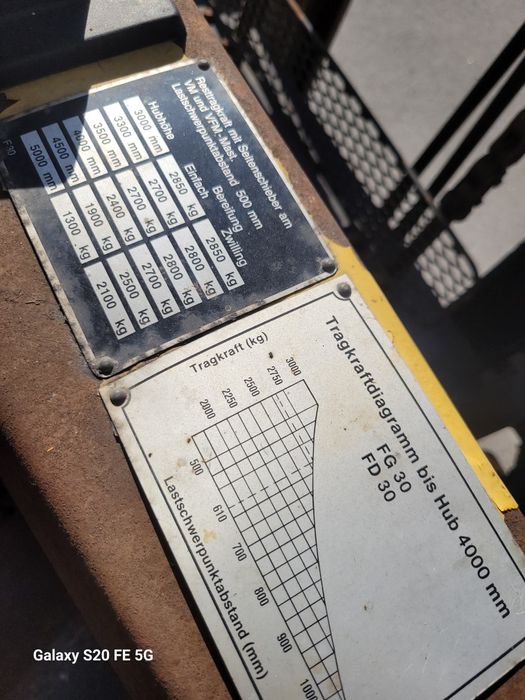 Resttragkraft mit Seitenschieber am
VM und VFM-Mast.
Lastschwerpunktabstand 500 mm
Hubhöhe Einfach Bereifung Zwilling
3000 mm 2850 kg 2850 kg
3300 mm 2700 kg 2800 kg
3500 mm 2700 kg 2800 kg
4000 mm 2400 kg 2700 kg
4500 mm 1900 kg 2500 kg
5000 mm 1300 kg 2100 kg
F30
Tragkraftdiagramm bis Hub 4000 mm
FG 30
FD 30
Tragkraft (kg)
3000
2750
2500
2250
2000
500 610 700 800 900 1000
Lastschwerpunktabstand (mm)
Galaxy S20 FE 5G